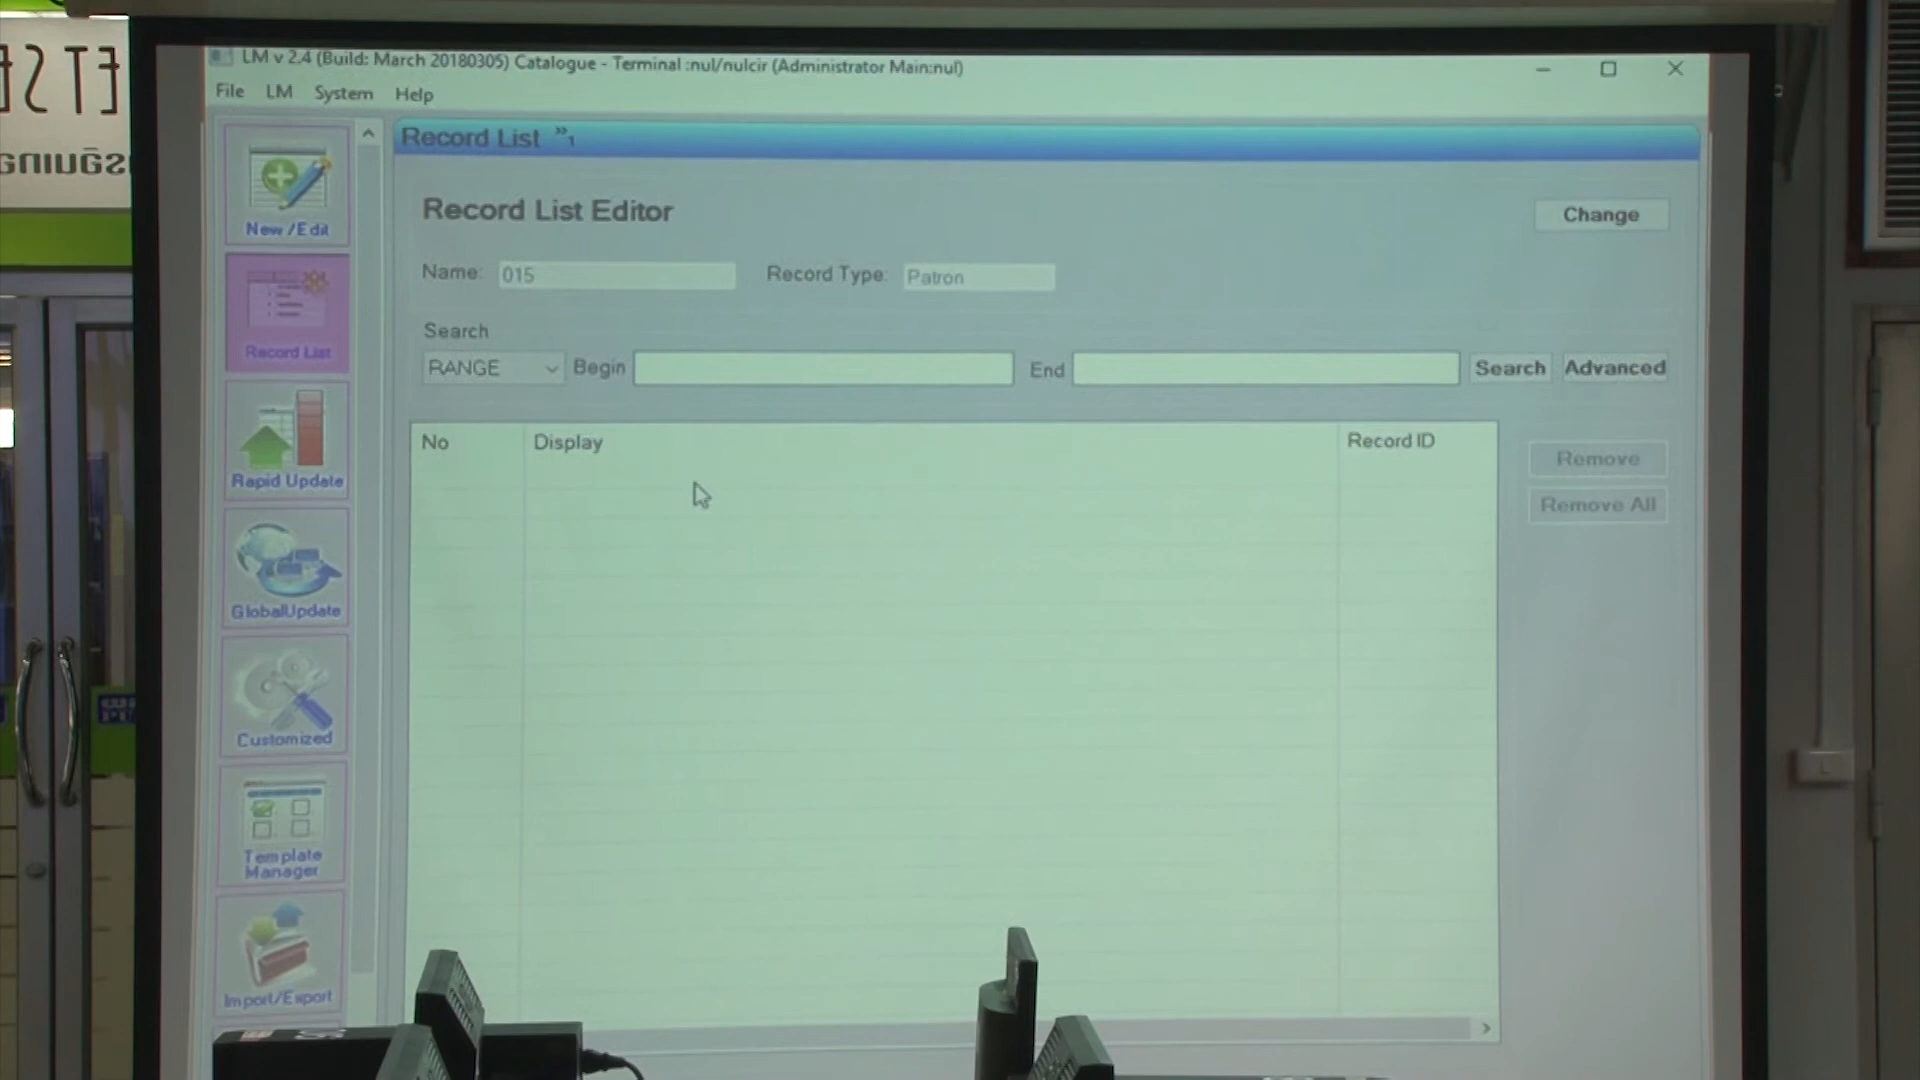 LM v 2.4 (Build: March 20180305) Catalogue - Terminal :nul/nulcir (Administrator Main:nul)
File LM System Help
Record List »1
New /Edit
Record List Editor
Change
Name: 015 Record Type: Patron
Record List
Search
RANGE Begin End Search Advanced
No Display Record ID
Remove
Rapid Update
Remove All
GlobalUpdate
Customized
Template
Manager
Import/Export